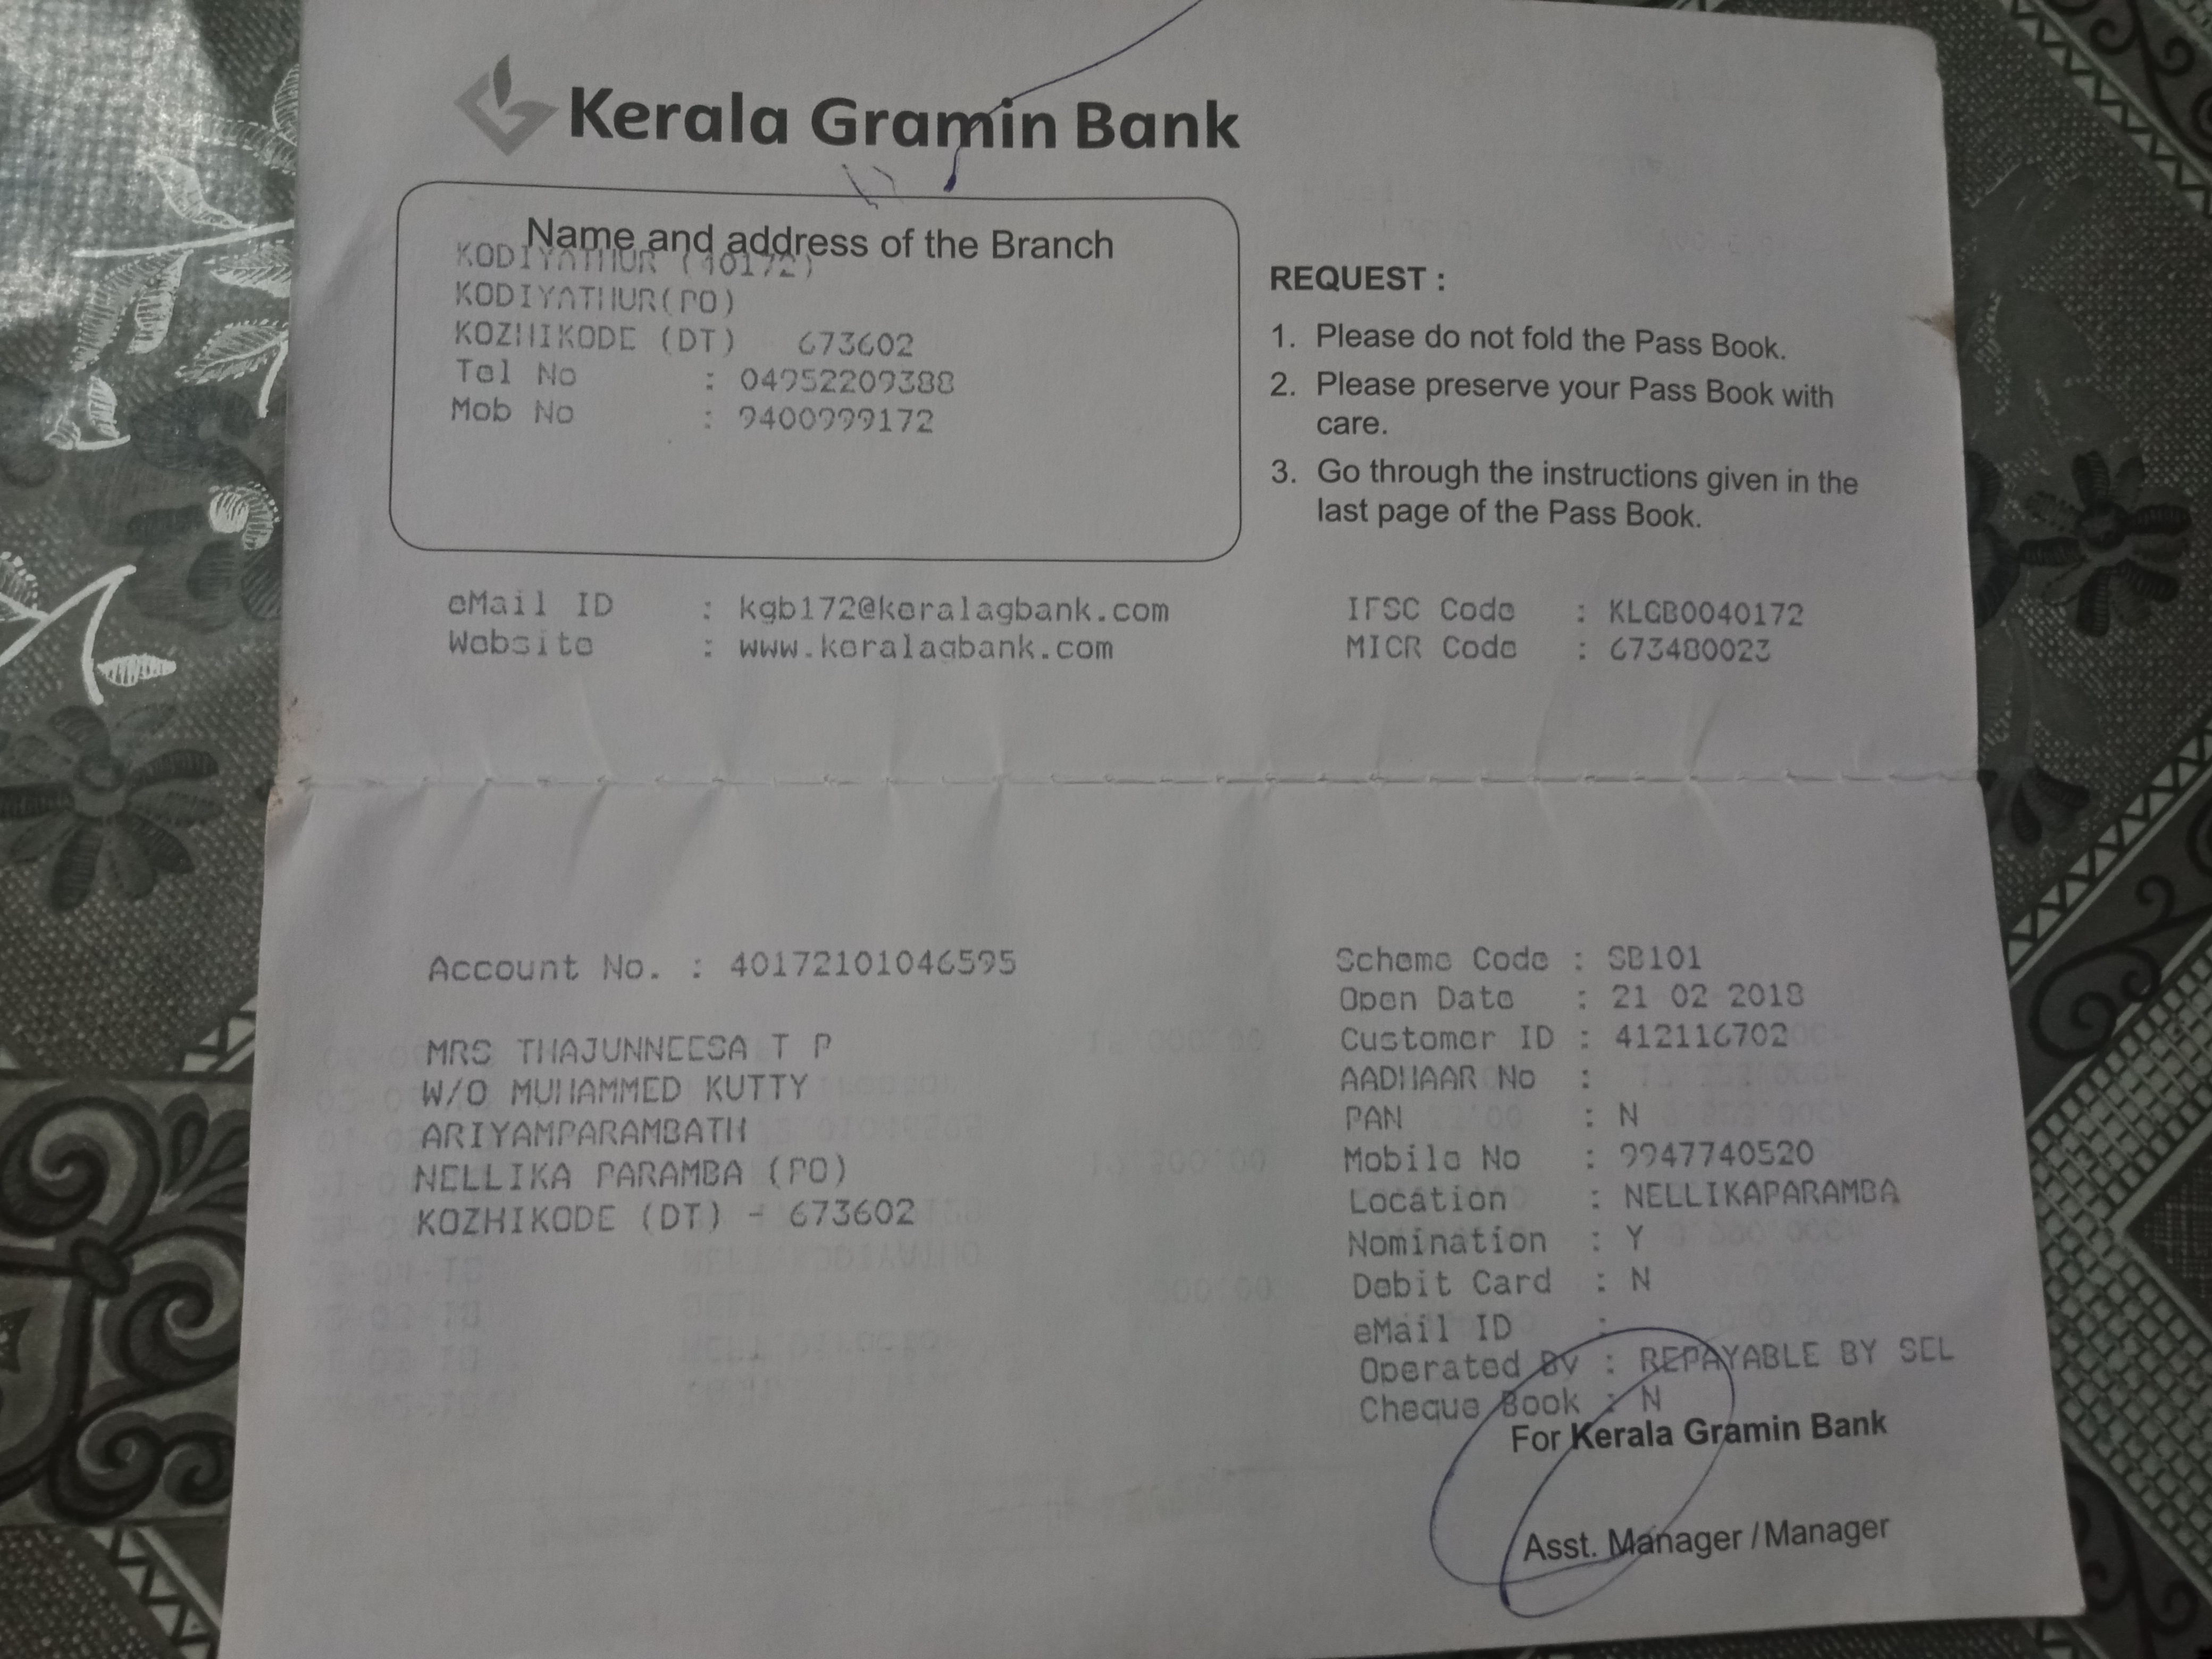 Kerala Gramin Bank
Name and address of the Branch
KODIYATHUR (40172)
KODIYATHUR(PO)
KOZHIKODE (DT) 673602
Tel No : 04952209388
Mob No : 9400999172
REQUEST :
1. Please do not fold the Pass Book.
2. Please preserve your Pass Book with
care.
3. Go through the instructions given in the
last page of the Pass Book.
eMail ID : kgb172@keralagbank.com
Website : www.keralagbank.com
IFSC Code : KLGB0040172
MICR Code : 673480023
Account No. : 40172101046595
MRS THAJUNNEESA T P
W/O MUHAMMED KUTTY
ARIYAMPARAMBATH
NELLIKA PARAMBA (PO)
KOZHIKODE (DT) - 673602
Scheme Code : SB101
Open Date : 21 02 2018
Customer ID : 412116702
AADHAAR No :
PAN : N
Mobile No : 9947740520
Location : NELLIKAPARAMBA
Nomination : Y
Debit Card : N
eMail ID :
Operated By : REPAYABLE BY SEL
Cheque Book : N
For Kerala Gramin Bank
Asst. Manager / Manager